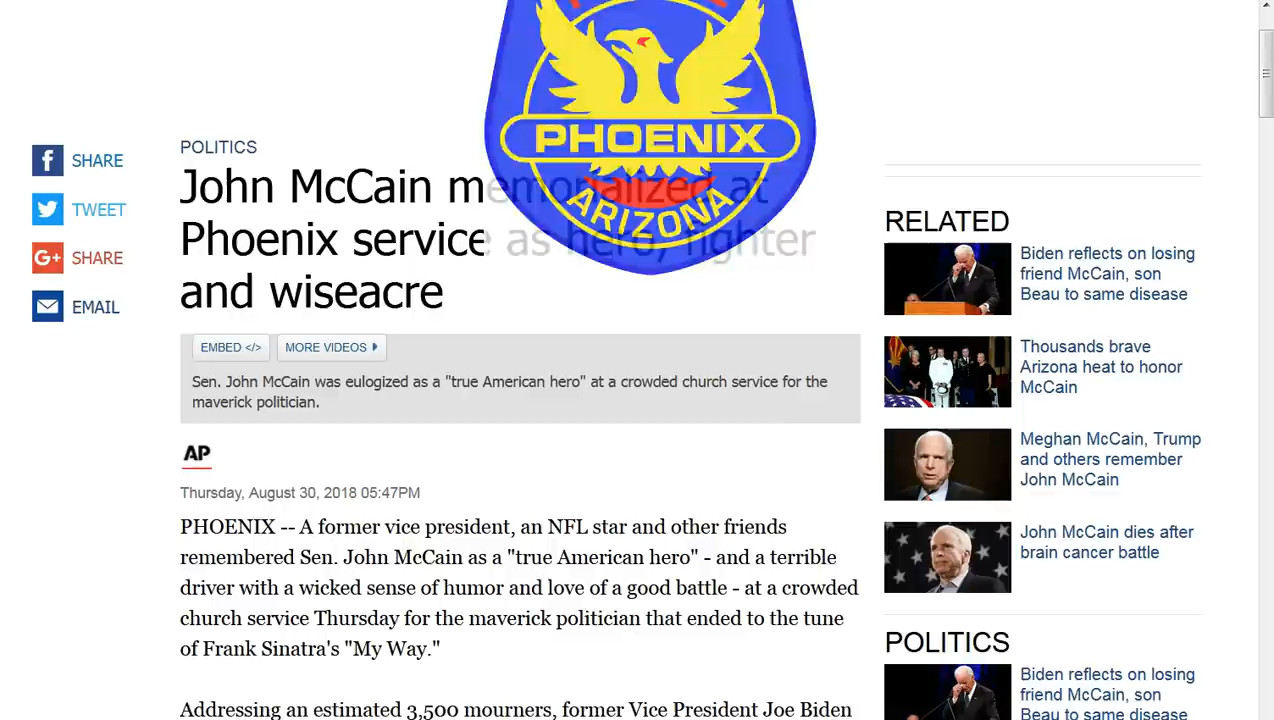 PHOENIX
ARIZONA
POLITICS
John McCain memorialized at
Phoenix service as hero, fighter
and wiseacre
SHARE
TWEET
G+ SHARE
EMAIL
EMBED </>
MORE VIDEOS
Sen. John McCain was eulogized as a "true American hero" at a crowded church service for the
maverick politician.
AP
Thursday, August 30, 2018 05:47PM
PHOENIX -- A former vice president, an NFL star and other friends
remembered Sen. John McCain as a "true American hero" - and a terrible
driver with a wicked sense of humor and love of a good battle - at a crowded
church service Thursday for the maverick politician that ended to the tune
of Frank Sinatra's "My Way."
Addressing an estimated 3,500 mourners, former Vice President Joe Biden
RELATED
Biden reflects on losing
friend McCain, son
Beau to same disease
Thousands brave
Arizona heat to honor
McCain
Meghan McCain, Trump
and others remember
John McCain
John McCain dies after
brain cancer battle
POLITICS
Biden reflects on losing
friend McCain, son
Beau to same disease